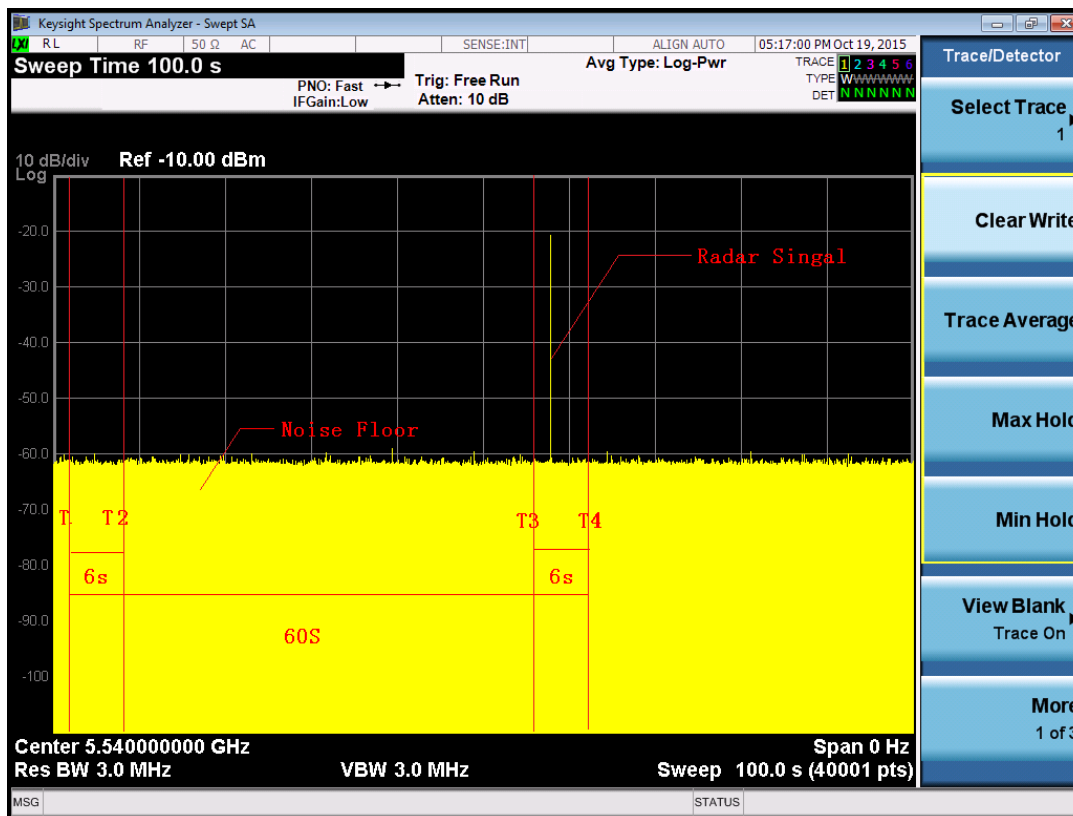 Keysight Spectrum Analyzer - Swept SA
LXI RL RF 50 Ω AC SENSE:INT ALIGN AUTO 05:17:00 PM Oct 19, 2015
Sweep Time 100.0 s
PNO: Fast
IFGain:Low
Trig: Free Run
Atten: 10 dB
Avg Type: Log-Pwr
TRACE 1 2 3 4 5 6
TYPE WWWWWWW
DET N N N N N N
10 dB/div
Log
Ref -10.00 dBm
-20.0
-30.0
-40.0
-50.0
-60.0
-70.0
-80.0
-90.0
-100
Radar Singal
Noise Floor
T T2 T3 T4
6s 6s
60S
Center 5.540000000 GHz Span 0 Hz
Res BW 3.0 MHz VBW 3.0 MHz Sweep 100.0 s (40001 pts)
MSG STATUS
Trace/Detector
Select Trace
1
Clear Write
Trace Average
Max Hold
Min Hold
View Blank
Trace On
More
1 of 3